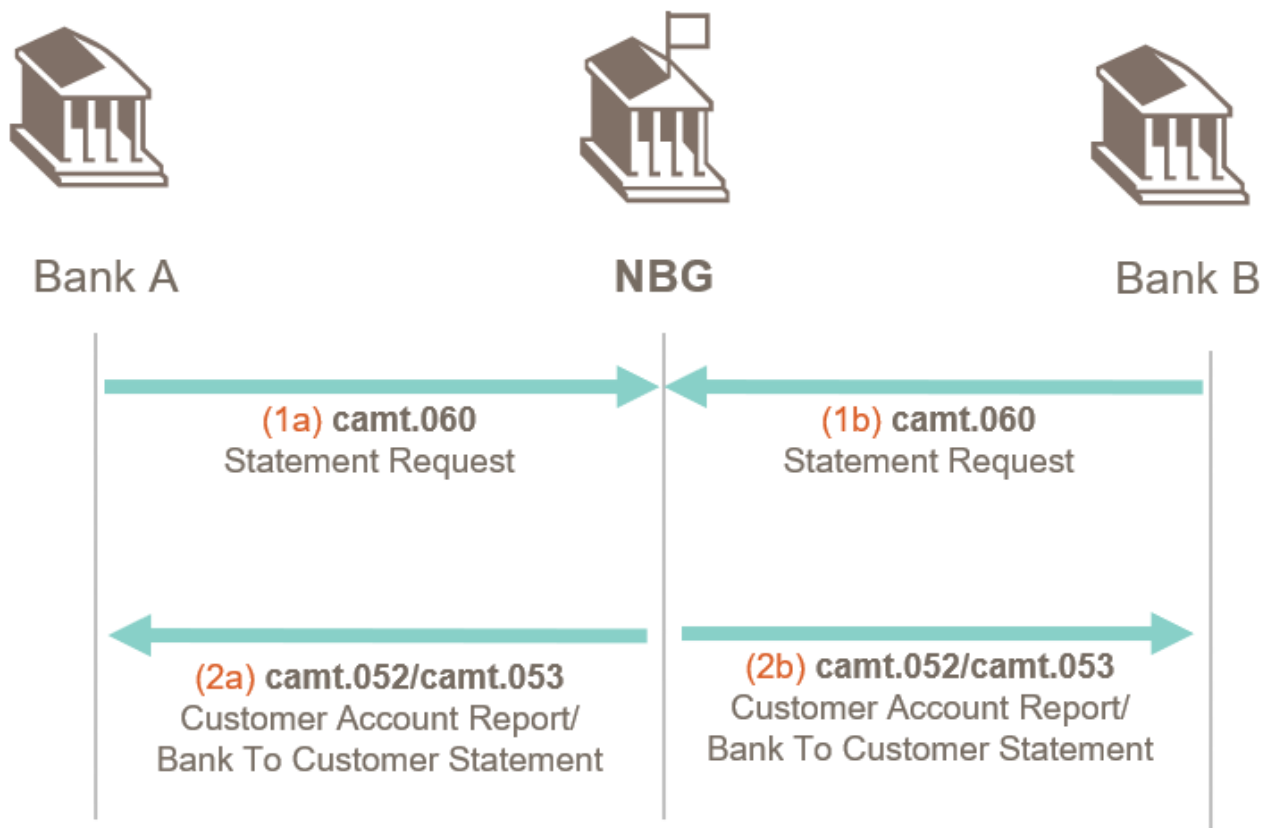 Bank A
NBG
Bank B
(1a) camt.060
Statement Request
(1b) camt.060
Statement Request
(2a) camt.052/camt.053
Customer Account Report/
Bank To Customer Statement
(2b) camt.052/camt.053
Customer Account Report/
Bank To Customer Statement